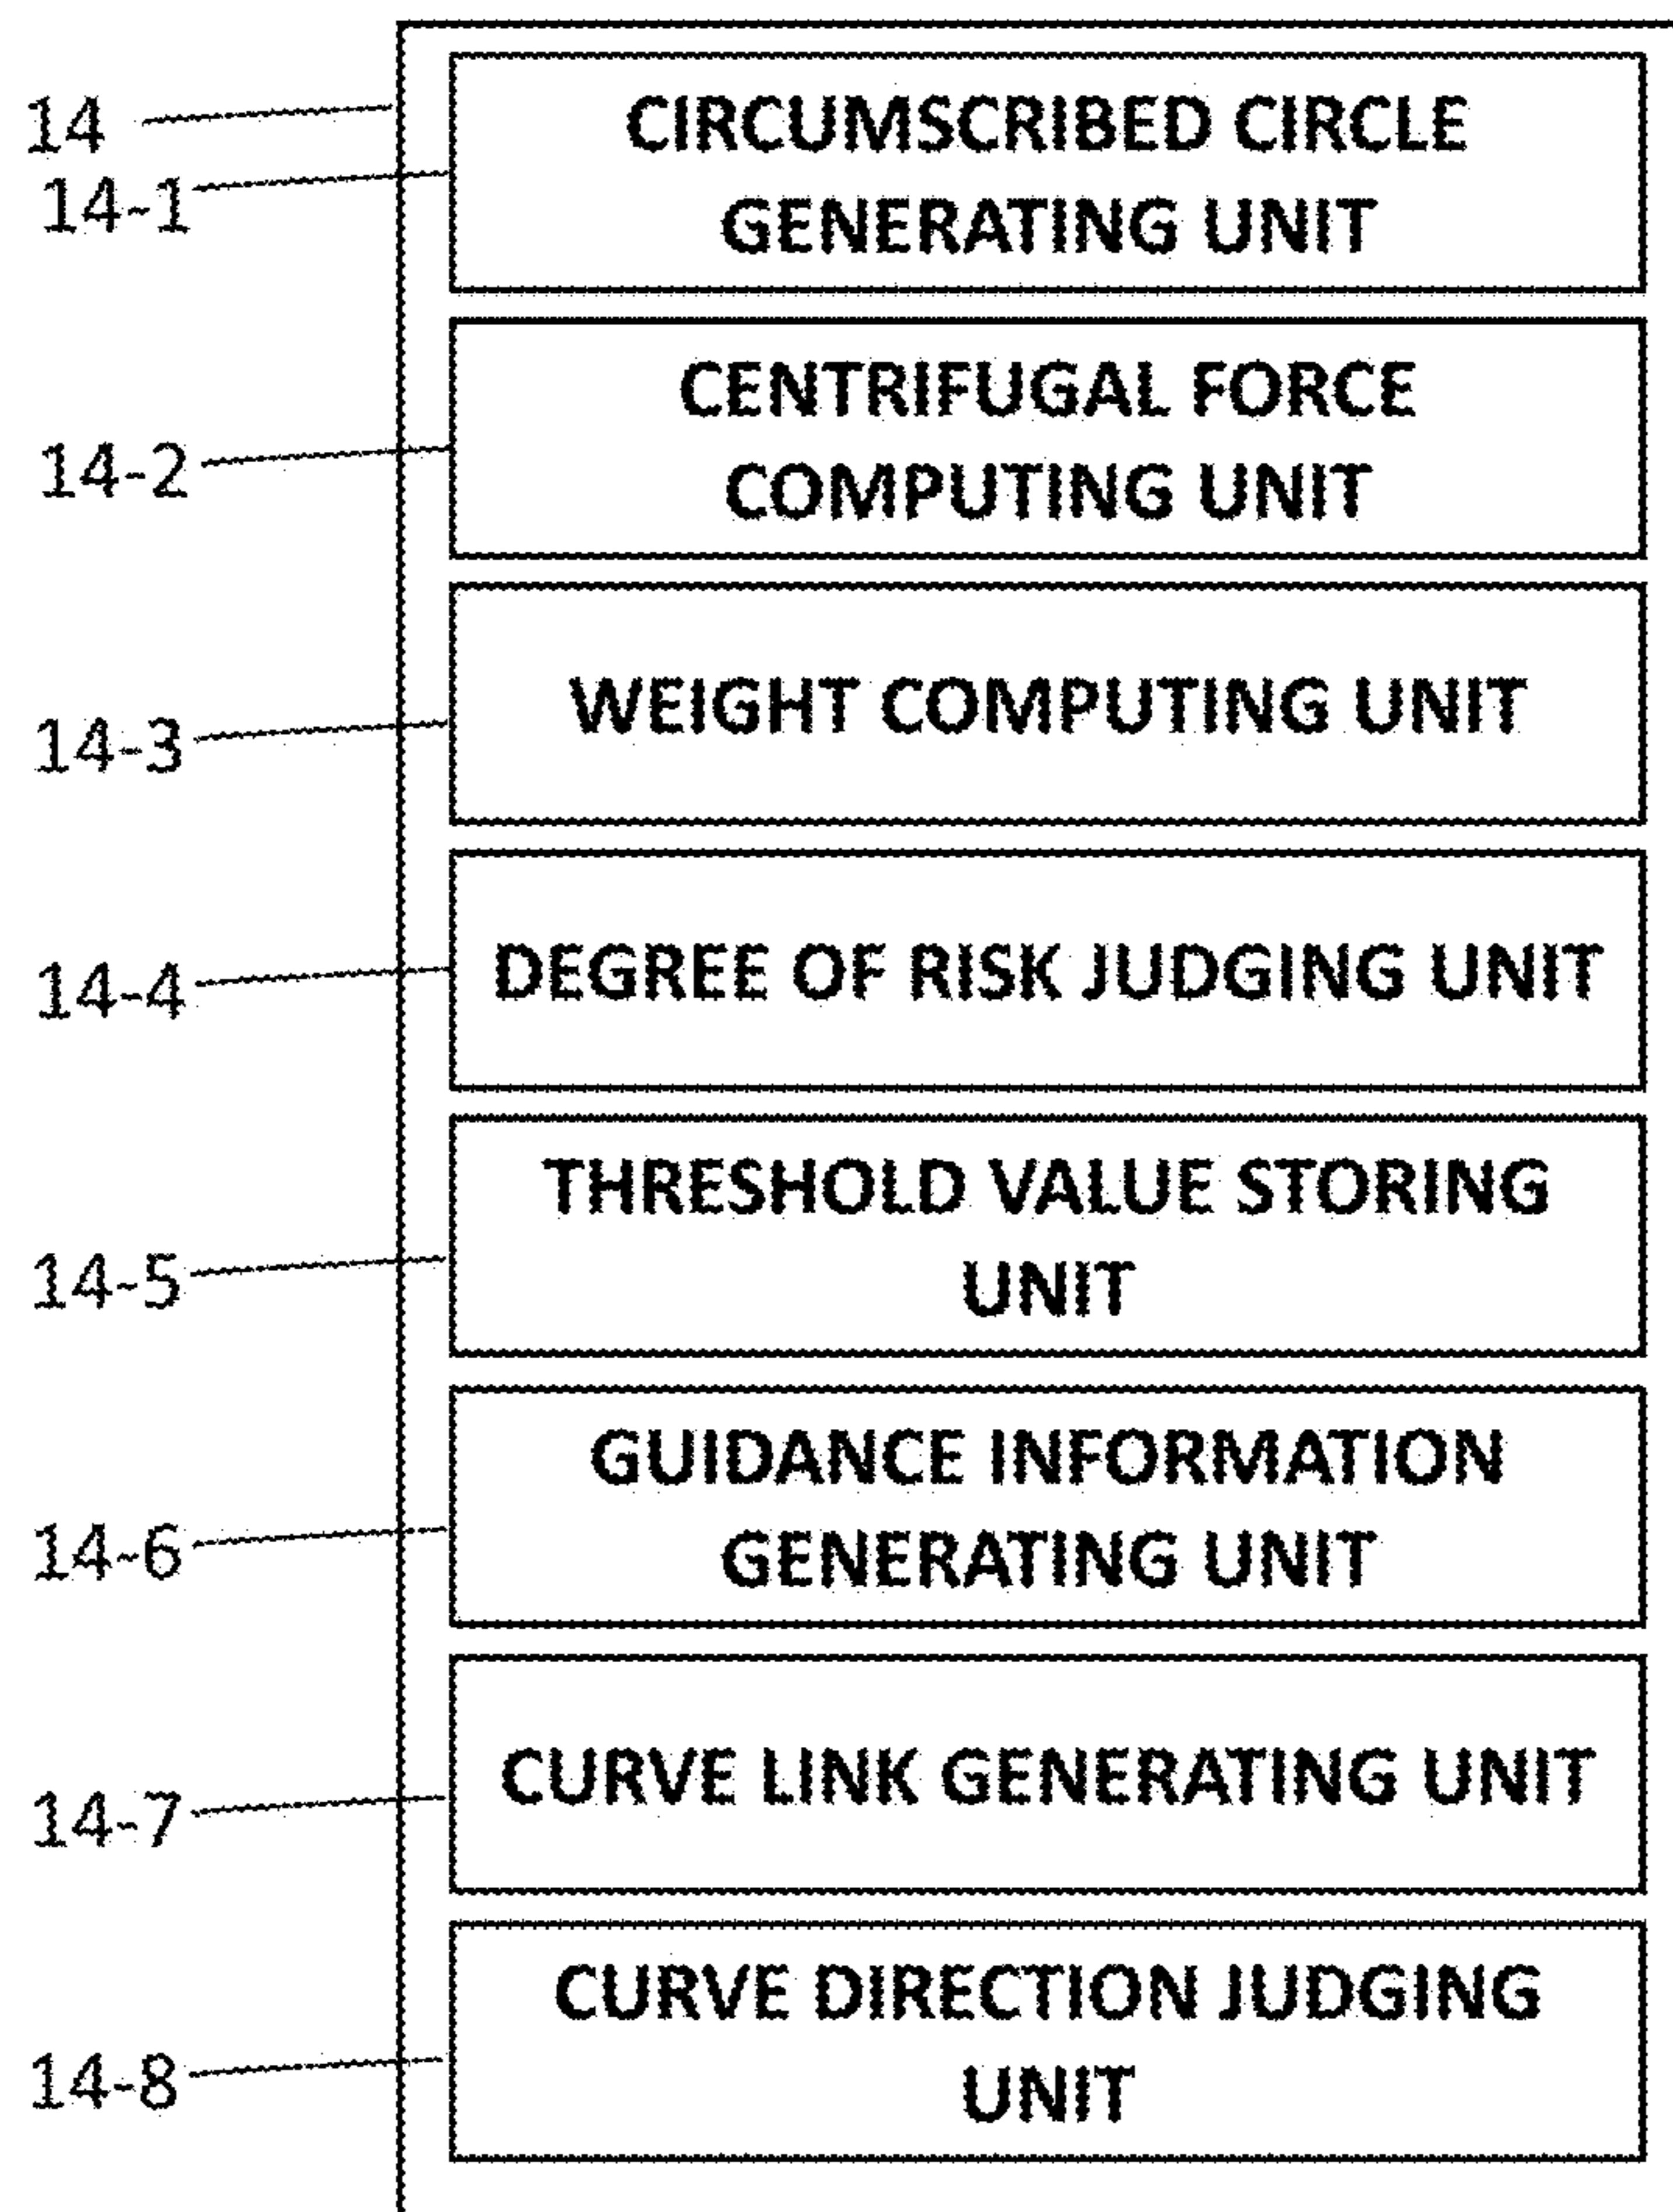 14
14-1
CIRCUMSCRIBED CIRCLE
GENERATING UNIT
14-2
CENTRIFUGAL FORCE
COMPUTING UNIT
14-3
WEIGHT COMPUTING UNIT
14-4
DEGREE OF RISK JUDGING UNIT
14-5
THRESHOLD VALUE STORING
UNIT
14-6
GUIDANCE INFORMATION
GENERATING UNIT
14-7
CURVE LINK GENERATING UNIT
14-8
CURVE DIRECTION JUDGING
UNIT